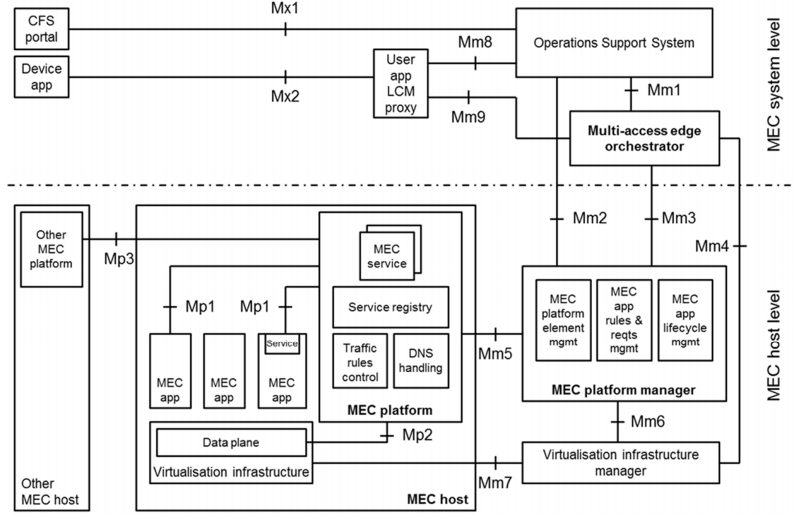 Mx1
CFS
portal
Operations Support System
Mm8
Device
app
User
app
LCM
proxy
Mx2
Mm9
Mm1
Multi-access edge
orchestrator
MEC system level
Mm2
Mm3
Mm4
Other
MEC
platform
Mp3
MEC
service
Mp1
Mp1
Service registry
MEC
platform
element
mgmt
MEC
app
rules &
reqts
mgmt
MEC
app
lifecycle
mgmt
MEC host level
Service
MEC
app
MEC
app
MEC
app
Traffic
rules
control
DNS
handling
Mm5
MEC platform
MEC platform manager
Mp2
Mm6
Data plane
Virtualisation infrastructure
Virtualisation infrastructure
manager
Mm7
Other
MEC host
MEC host